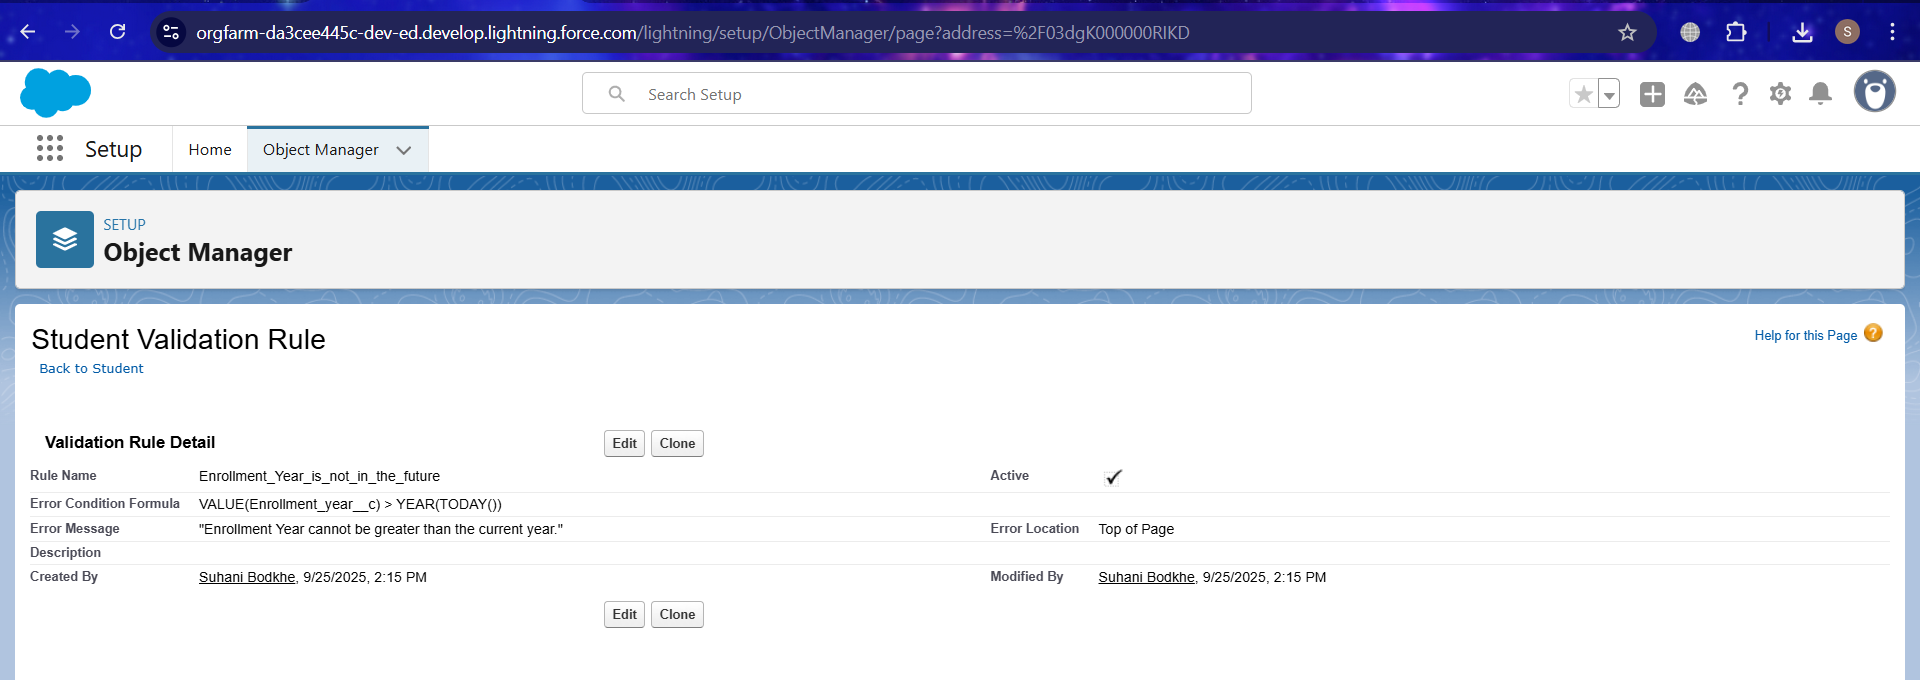 orgfarm-da3cee445c-dev-ed.develop.lightning.force.com/lightning/setup/ObjectManager/page?address=%2F03dgK000000RIKD
S
Search Setup
Setup
Home
Object Manager
SETUP
Object Manager
Student Validation Rule
Help for this Page ?
Back to Student
Validation Rule Detail
Edit
Clone
Rule Name Enrollment_Year_is_not_in_the_future Active
Error Condition Formula VALUE(Enrollment_year__c) > YEAR(TODAY())
Error Message "Enrollment Year cannot be greater than the current year." Error Location Top of Page
Description
Created By Suhani Bodkhe, 9/25/2025, 2:15 PM Modified By Suhani Bodkhe, 9/25/2025, 2:15 PM
Edit
Clone